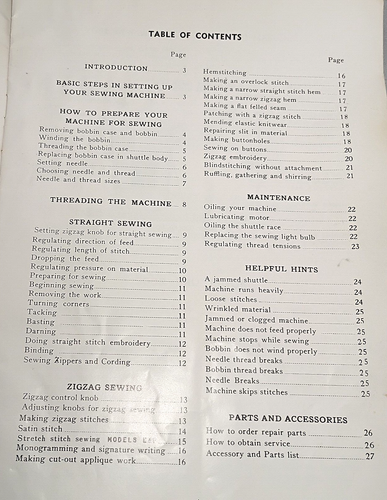 TABLE OF CONTENTS
Page
INTRODUCTION 3
BASIC STEPS IN SETTING UP
YOUR SEWING MACHINE 3
HOW TO PREPARE YOUR
MACHINE FOR SEWING
Removing bobbin case and bobbin 4
Winding the bobbin 4
Threading the bobbin case 5
Replacing bobbin in shuttle body 5
Setting needle 6
Choosing needle and thread 6
Needle and thread sizes 7
THREADING THE MACHINE 8
STRAIGHT SEWING
Setting zigzag knob for straight sewing 9
Regulating direction of feed 9
Regulating length of stitch 9
Dropping the feed 9
Regulating pressure on material 10
Preparing for sewing 10
Beginning sewing 11
Removing the work 11
Turning corners 11
Tacking 11
Basting 11
Darning 11
Doing straight stitch embroidery 12
Binding 12
Sewing Zippers and Cording 12
ZIGZAG SEWING
Zigzag control knob 13
Adjusting knobs for zigzag sewing 13
Making zigzag stitches 13
Satin stitch 14
Stretch stitch sewing MODELS 15
Monogramming and signature writing 16
Making cut-out applique work 16
Page
Hemstitching 16
Making an overlock stitch 17
Making a narrow straight stitch hem 17
Making a narrow zigzag hem 17
Making a flat felled seam 17
Patching with a zigzag stitch 18
Mending elastic knitwear 18
Repairing slit in material 18
Making buttonholes 18
Sewing on buttons 20
Zigzag embroidery 20
Blindstitching without attachment 21
Ruffling, gathering and shirring 21
MAINTENANCE
Oiling your machine 22
Lubricating motor 22
Oiling the shuttle race 22
Replacing the sewing light bulb 22
Regulating thread tensions 23
HELPFUL HINTS
A jammed shuttle 24
Machine runs heavily 24
Loose stitches 24
Wrinkled material 25
Jammed or clogged machine 25
Machine does not feed properly 25
Machine stops while sewing 25
Bobbin does not wind properly 25
Needle thread breaks 25
Bobbin thread breaks 25
Needle Breaks 25
Machine skips stitches 25
PARTS AND ACCESSORIES
How to order repair parts 26
How to obtain service 26
Accessory and Parts list 27